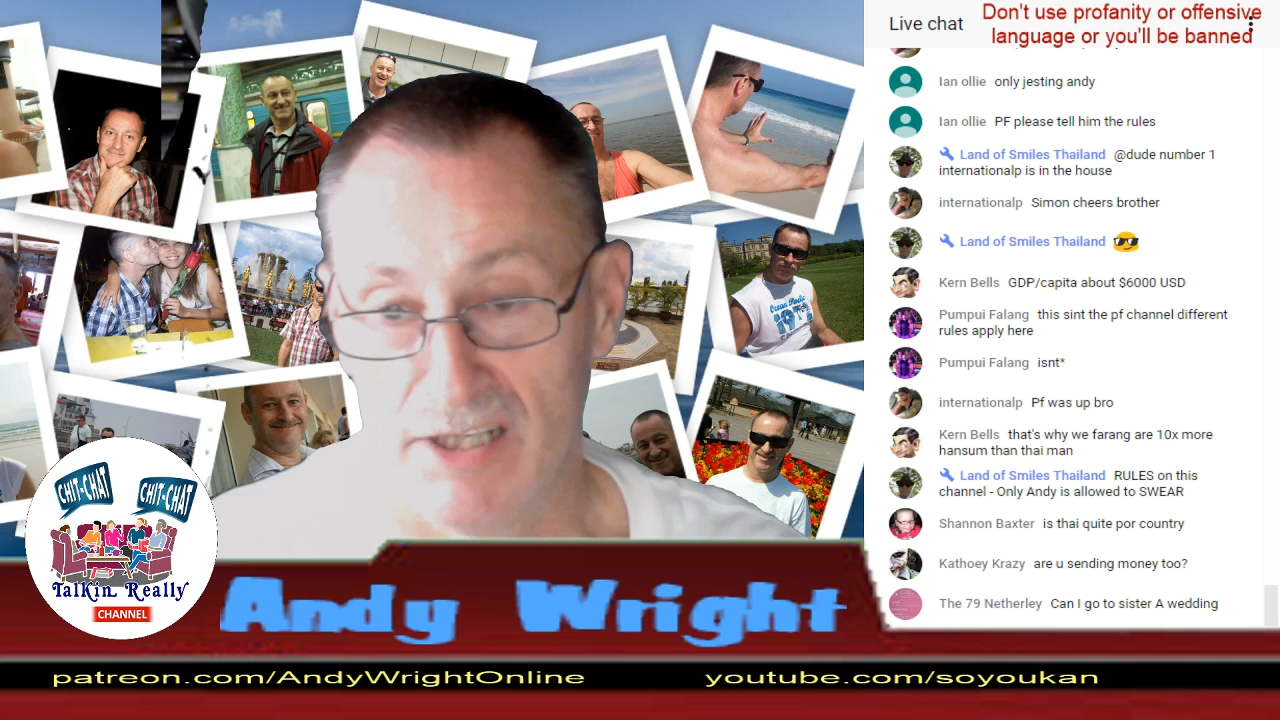 Live chat
Don't use profanity or offensive
language or you'll be banned
Ian ollie only jesting andy
Ian ollie PF please tell him the rules
Land of Smiles Thailand @dude number 1
internationalp is in the house
internationalp Simon cheers brother
Land of Smiles Thailand 😎
Kern Bells GDP/capita about $6000 USD
Pumpui Falang this sint the pf channel different
rules apply here
Pumpui Falang isnt*
internationalp Pf was up bro
Kern Bells that's why we farang are 10x more
hansum than thai man
Land of Smiles Thailand RULES on this
channel - Only Andy is allowed to SWEAR
Shannon Baxter is thai quite por country
Kathoey Krazy are u sending money too?
The 79 Netherley Can I go to sister A wedding
CHIT-CHAT
CHIT-CHAT
Talkin Really
CHANNEL
Andy Wright
patreon.com/AndyWrightOnline
youtube.com/soyoukan